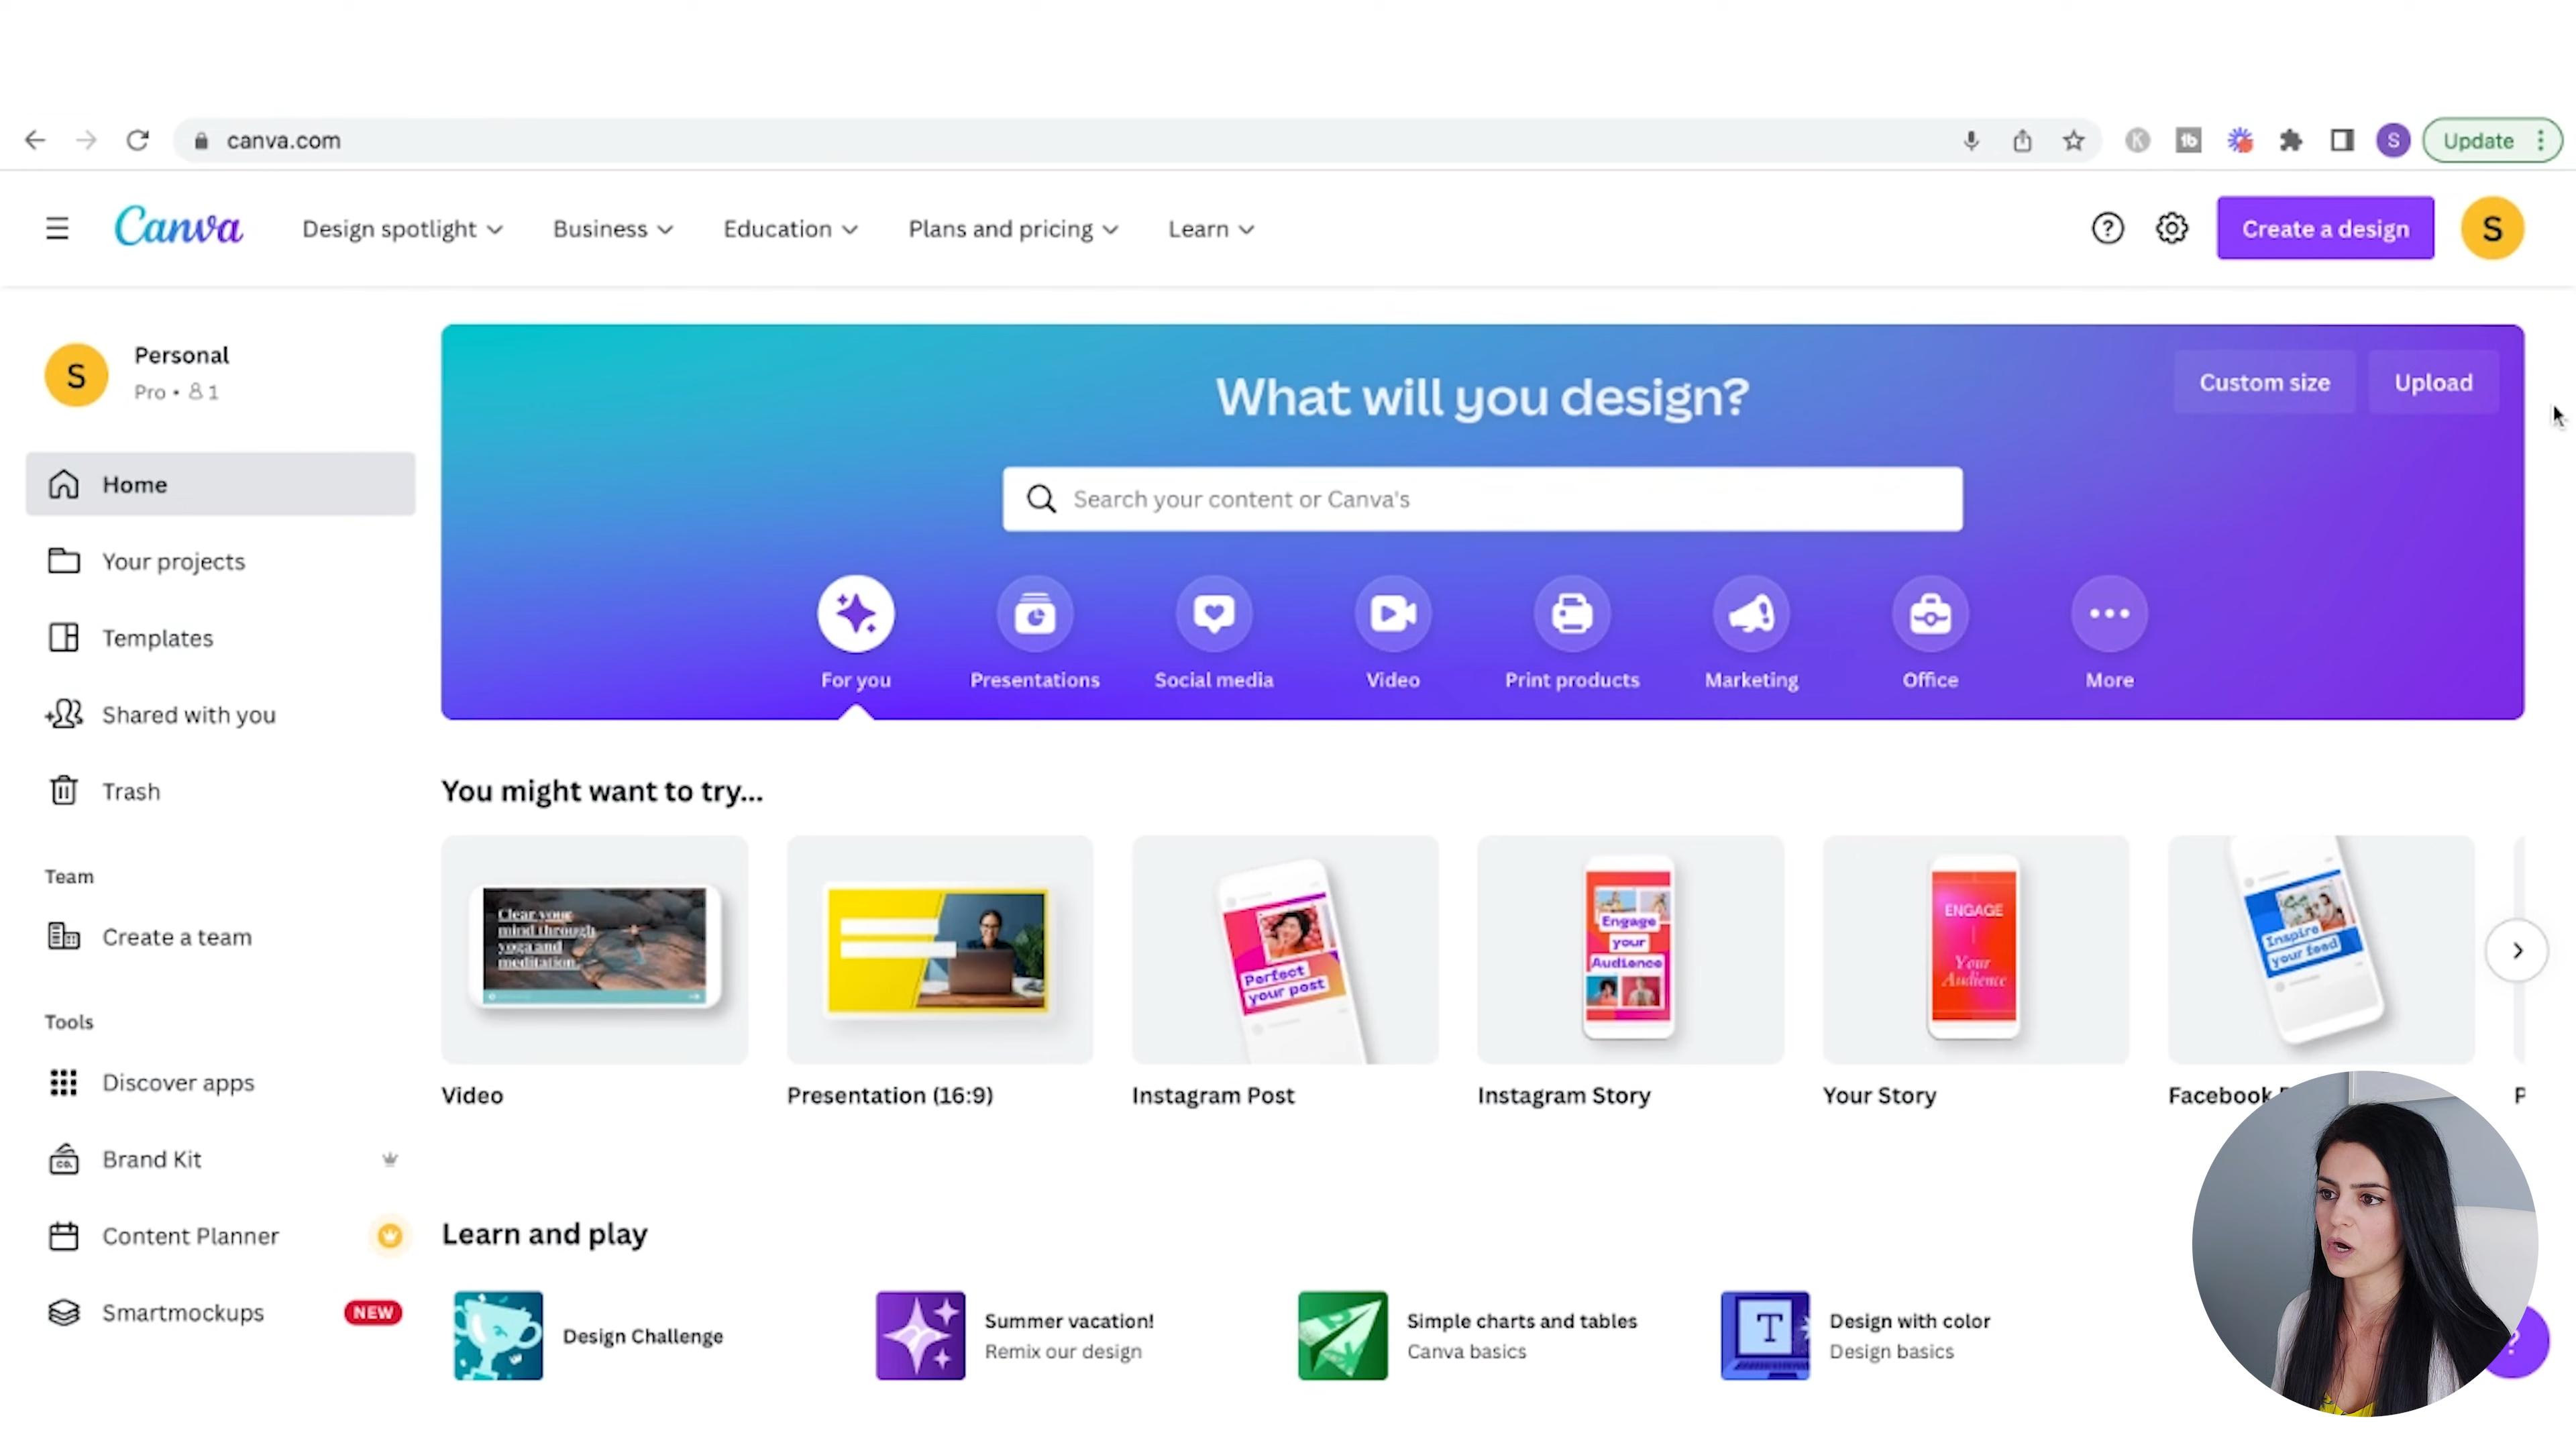 canva.com
Update
Canva
Design spotlight
Business
Education
Plans and pricing
Learn
Create a design
S
S
Personal
Pro • 1
Home
Your projects
Templates
Shared with you
Trash
Team
Create a team
Tools
Discover apps
Brand Kit
CO.
Content Planner
Smartmockups
NEW
What will you design?
Custom size
Upload
Search your content or Canva's
For you
Presentations
Social media
Video
Print products
Marketing
Office
More
You might want to try...
Clear your
mind through
yoga and
meditation.
Perfect
your post
Engage
your
Audience
ENGAGE
Your
Audience
Inspire
your feed
Video
Presentation (16:9)
Instagram Post
Instagram Story
Your Story
Facebook
Learn and play
Design Challenge
Summer vacation!
Remix our design
Simple charts and tables
Canva basics
T
Design with color
Design basics
S
K
tb
?